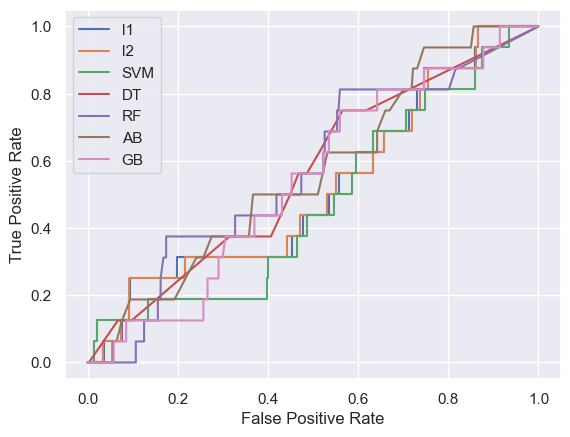 1.0
0.8
0.6
0.4
0.2
0.0
True Positive Rate
l1
l2
SVM
DT
RF
AB
GB
0.0 0.2 0.4 0.6 0.8 1.0
False Positive Rate